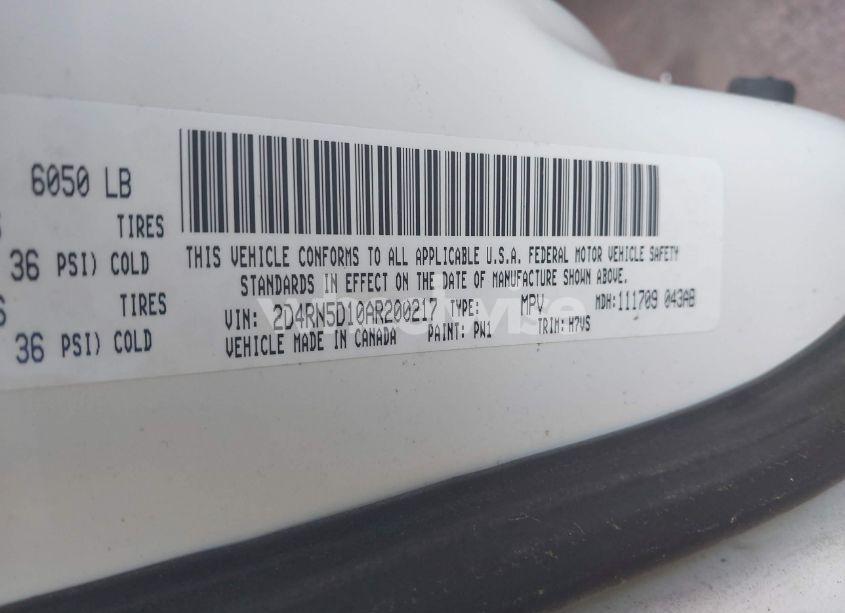 6050 LB
TIRES
36 PSI) COLD
TIRES
36 PSI) COLD
THIS VEHICLE CONFORMS TO ALL APPLICABLE U.S.A. FEDERAL MOTOR VEHICLE SAFETY
STANDARDS IN EFFECT ON THE DATE OF MANUFACTURE SHOWN ABOVE.
VIN: 2D4RN5D10AR200217 TYPE: MPV MDH:111709 043AB
VEHICLE MADE IN CANADA PAINT: PW1 TRIM: H7VS